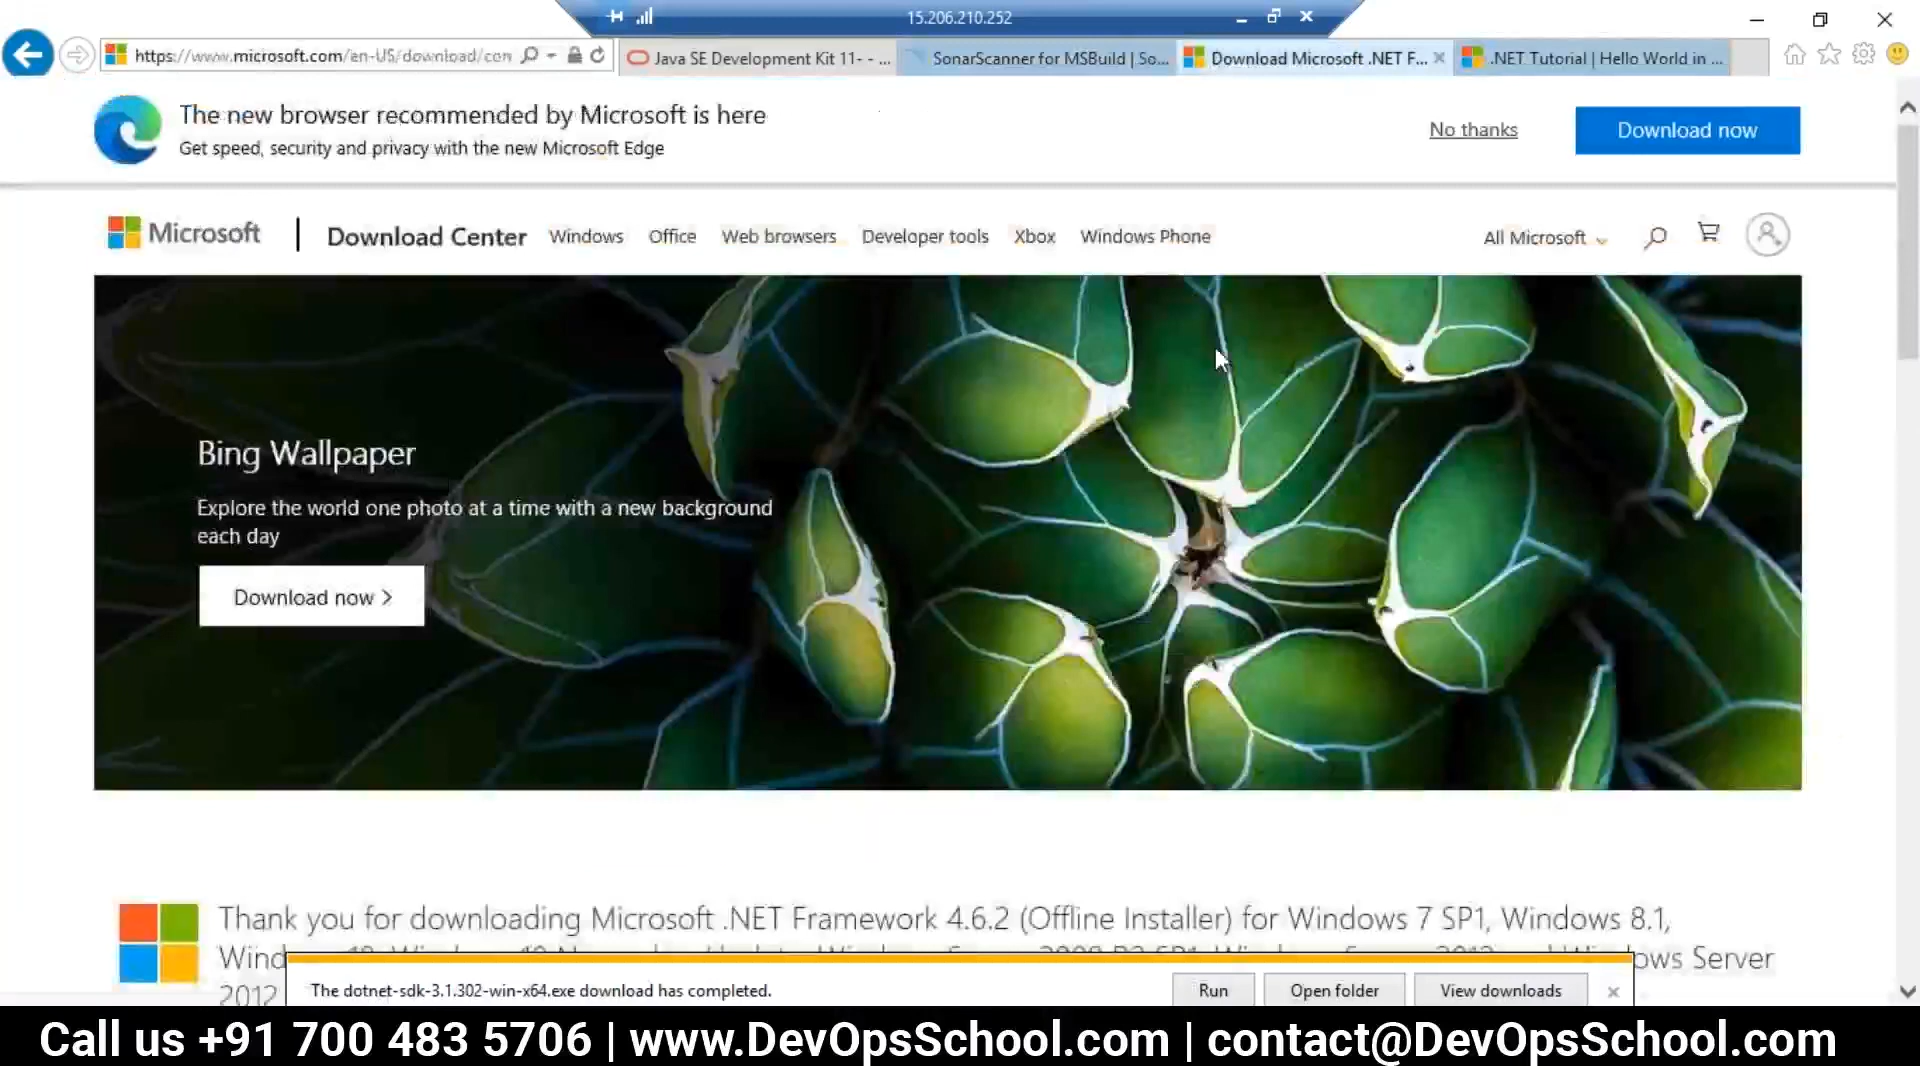 15.206.210.252
https://www.microsoft.com/en-US/download/con
Java SE Development Kit 11- - ...
SonarScanner for MSBuild | So...
Download Microsoft .NET F...
.NET Tutorial | Hello World in ...
The new browser recommended by Microsoft is here
Get speed, security and privacy with the new Microsoft Edge
No thanks
Download now
Microsoft
Download Center
Windows
Office
Web browsers
Developer tools
Xbox
Windows Phone
All Microsoft
Bing Wallpaper
Explore the world one photo at a time with a new background
each day
Download now >
Thank you for downloading Microsoft .NET Framework 4.6.2 (Offline Installer) for Windows 7 SP1, Windows 8.1,
ows Server
2012
The dotnet-sdk-3.1.302-win-x64.exe download has completed.
Run
Open folder
View downloads
Call us +91 700 483 5706 | www.DevOpsSchool.com | contact@DevOpsSchool.com